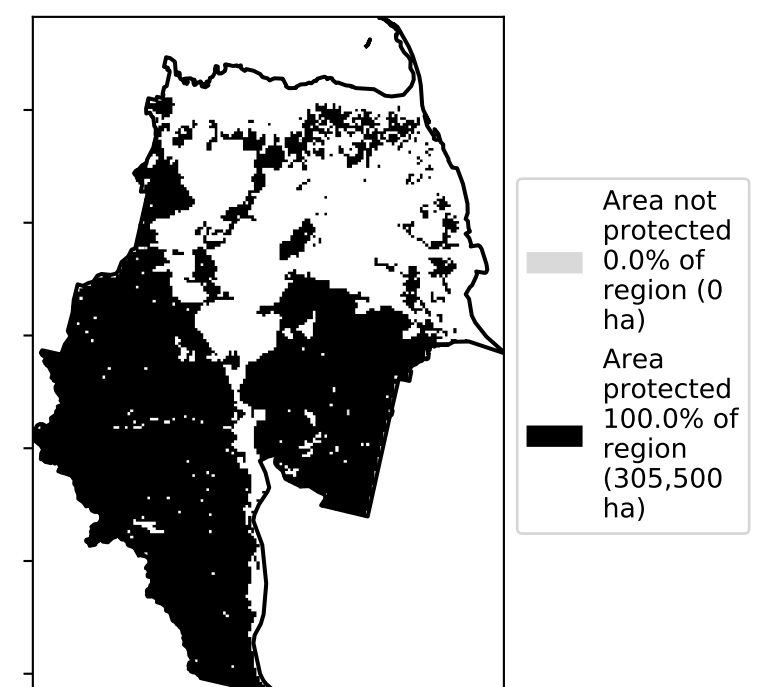 Area not
protected
0.0% of
region (0
ha)
Area
protected
100.0% of
region
(305,500
ha)